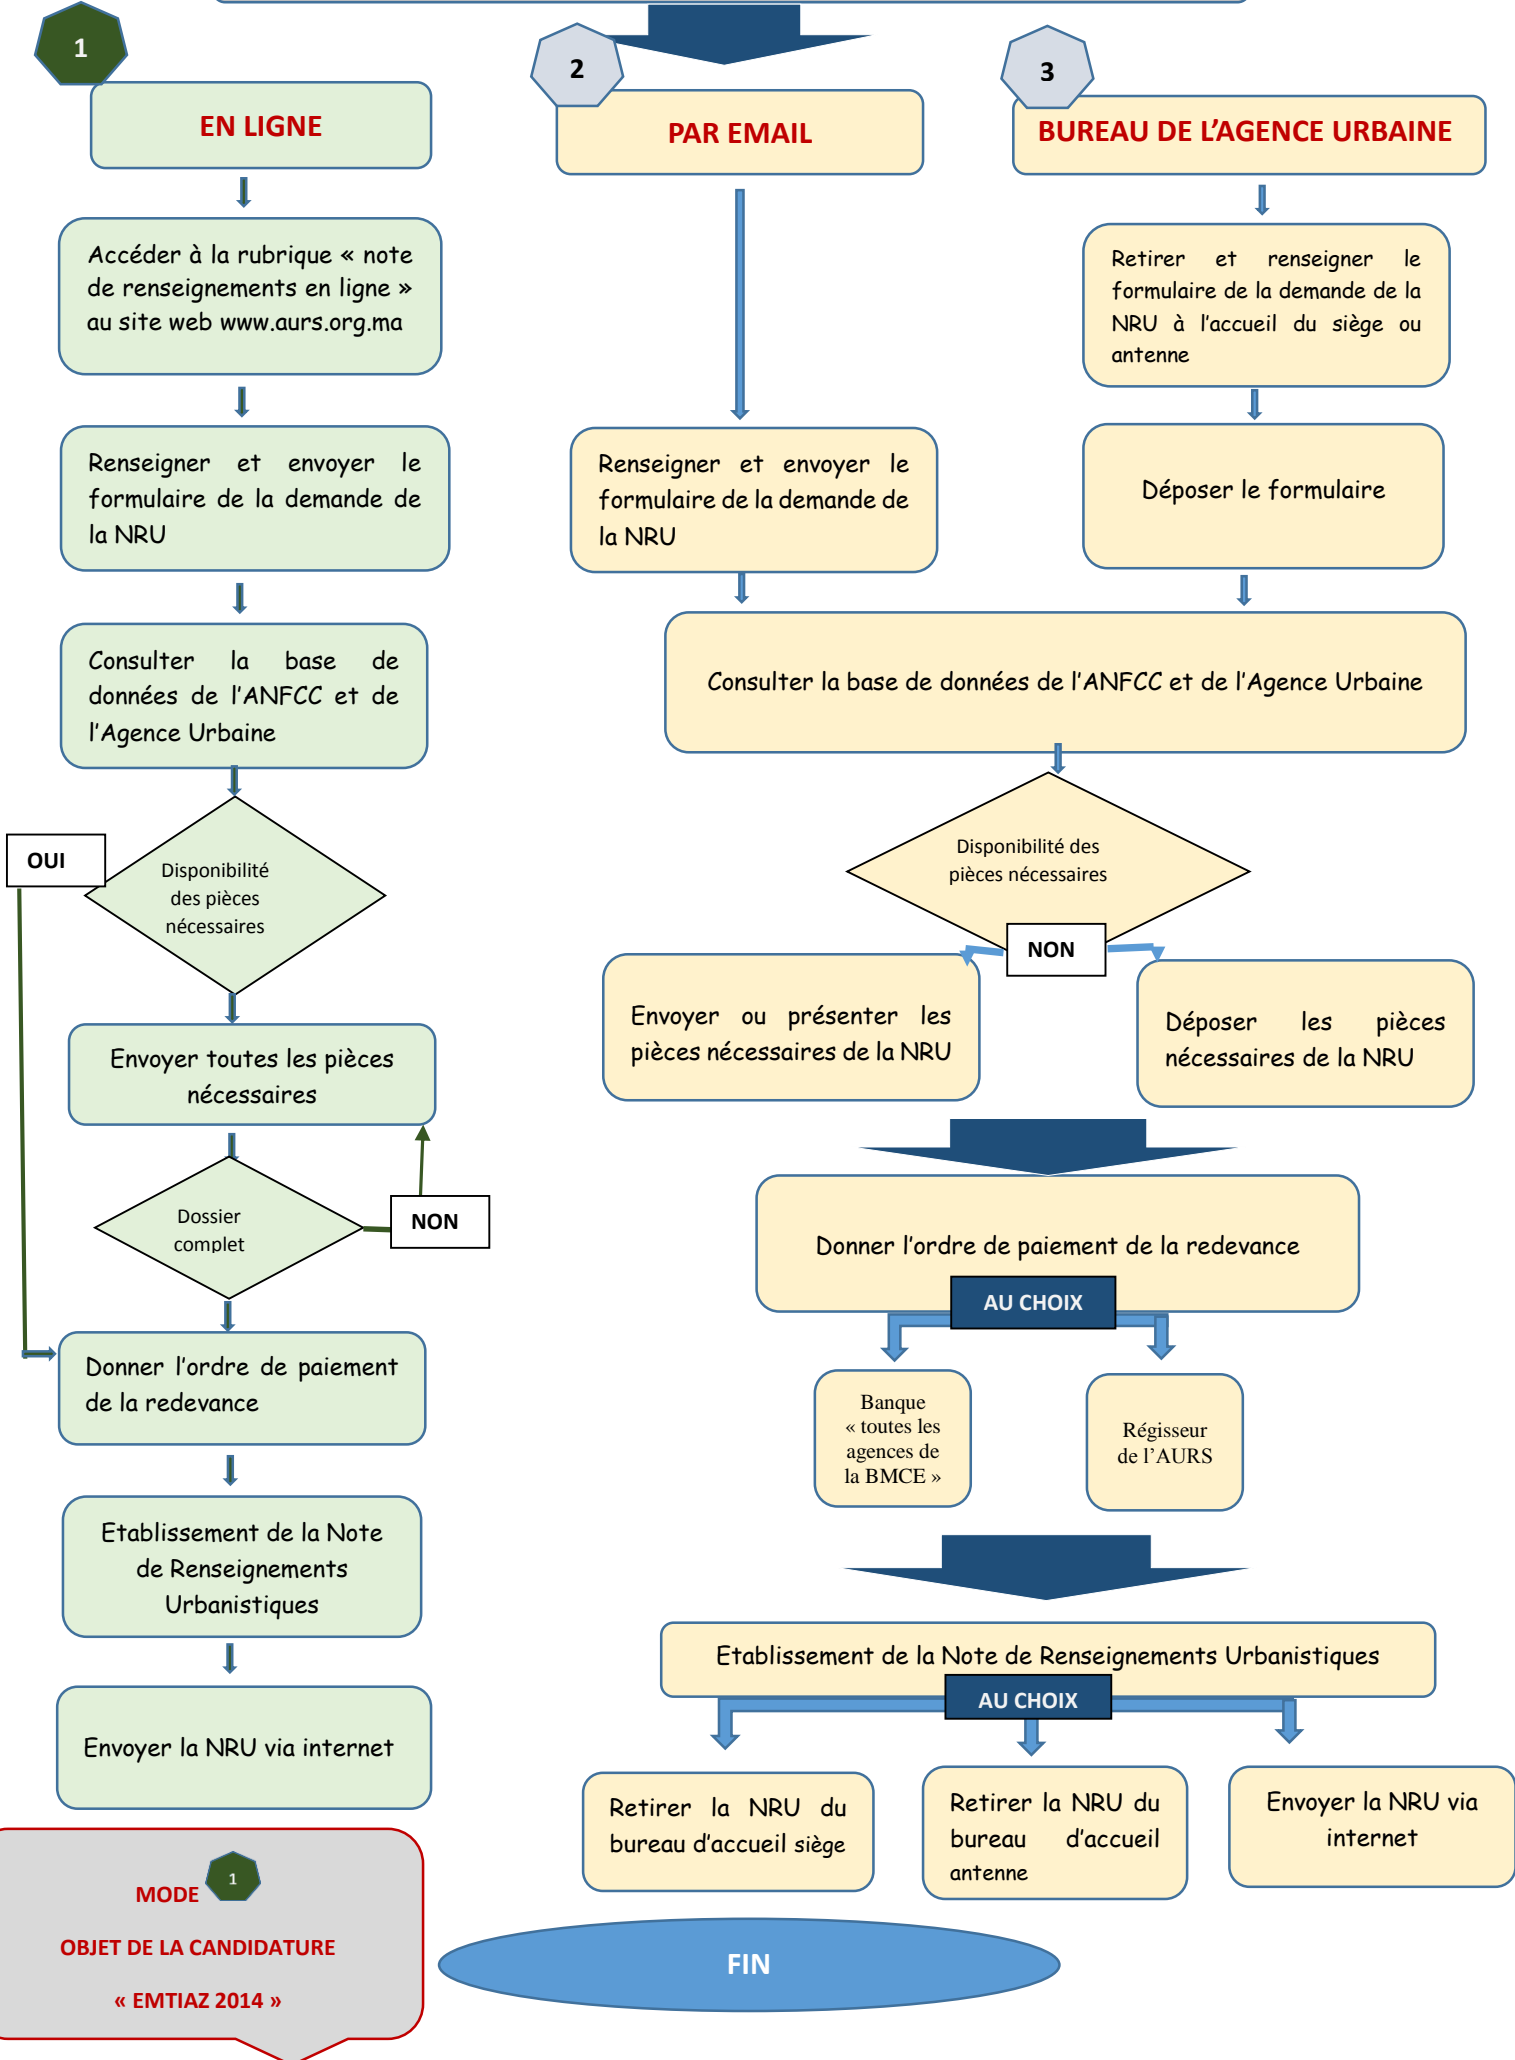 1
EN LIGNE
Accéder à la rubrique « note
de renseignements en ligne »
au site web www.aurs.org.ma
Renseigner et envoyer le
formulaire de la demande de
la NRU
Consulter la base de
données de l'ANFCC et de
l'Agence Urbaine
OUI
Disponibilité
des pièces
nécessaires
Envoyer toutes les pièces
nécessaires
Dossier
complet
NON
Donner l'ordre de paiement
de la redevance
Etablissement de la Note
de Renseignements
Urbanistiques
Envoyer la NRU via internet
2
PAR EMAIL
Renseigner et envoyer le
formulaire de la demande de
la NRU
3
BUREAU DE L'AGENCE URBAINE
Retirer et renseigner le
formulaire de la demande de la
NRU à l'accueil du siège ou
antenne
Déposer le formulaire
Consulter la base de données de l'ANFCC et de l'Agence Urbaine
Disponibilité des
pièces nécessaires
NON
Envoyer ou présenter les
pièces nécessaires de la NRU
Déposer les pièces
nécessaires de la NRU
Donner l'ordre de paiement de la redevance
AU CHOIX
Banque
« toutes les
agences de
la BMCE »
Régisseur
de l'AURS
Etablissement de la Note de Renseignements Urbanistiques
AU CHOIX
Retirer la NRU du
bureau d'accueil siège
Retirer la NRU du
bureau d'accueil
antenne
Envoyer la NRU via
internet
MODE 1
OBJET DE LA CANDIDATURE
« EMTIAZ 2014 »
FIN